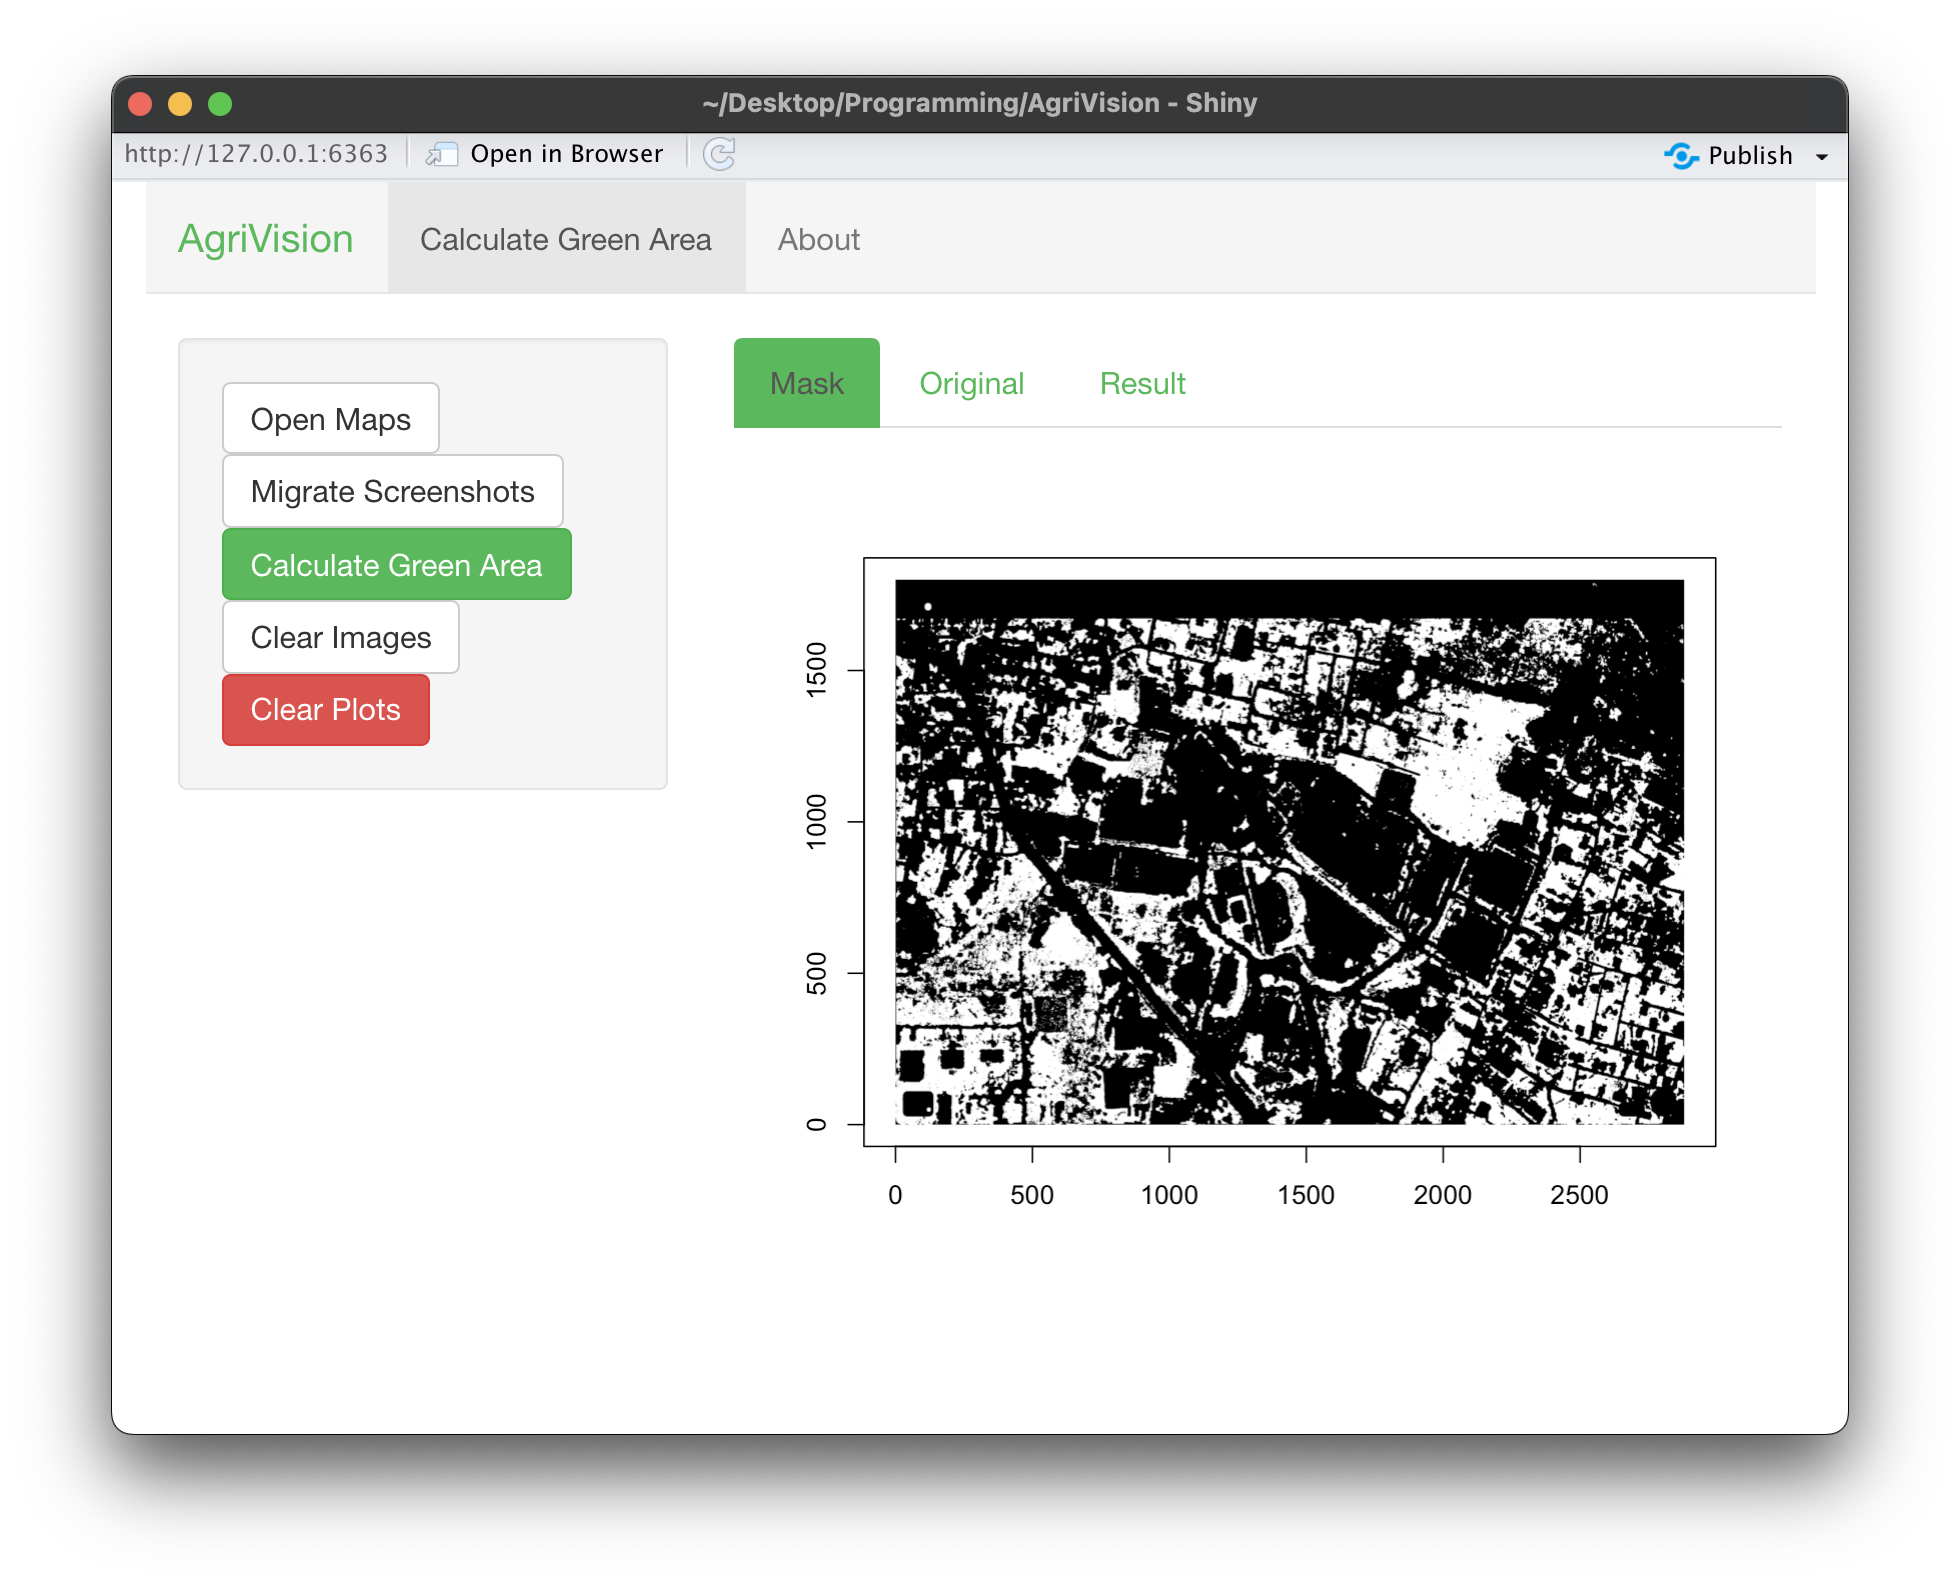 ~/Desktop/Programming/AgriVision - Shiny
http://127.0.0.1:6363 Open in Browser Publish
AgriVision Calculate Green Area About
Open Maps
Migrate Screenshots
Calculate Green Area
Clear Images
Clear Plots
Mask Original Result
1500
1000
500
0
0 500 1000 1500 2000 2500